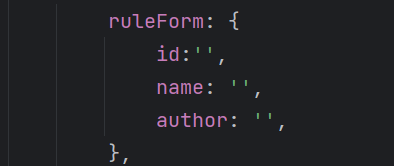 ruleForm: {
id:'',
name: '',
author: '',
},